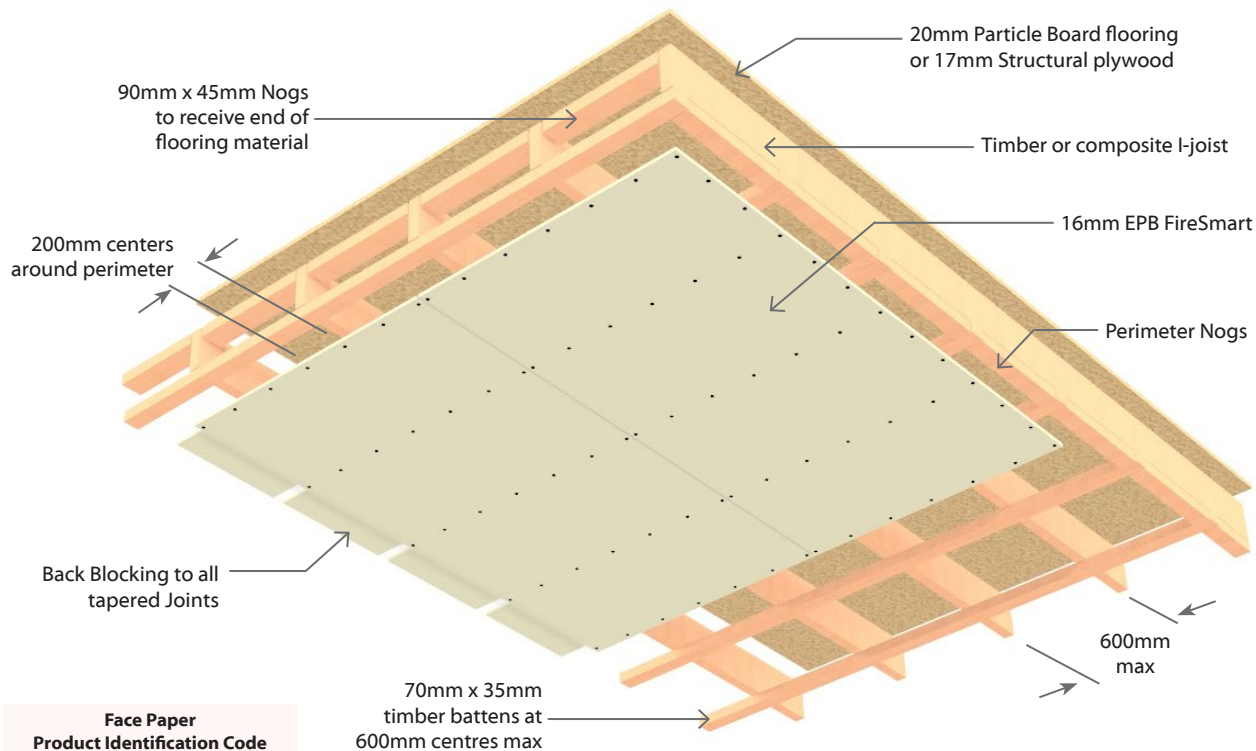 20mm Particle Board flooring
or 17mm Structural plywood
90mm x 45mm Nogs
to receive end of
flooring material
Timber or composite I-joist
16mm EPB FireSmart
200mm centers
around perimeter
Perimeter Nogs
Back Blocking to all
tapered Joints
600mm
max
70mm x 35mm
timber battens at
600mm centres max
Face Paper
Product Identification Code